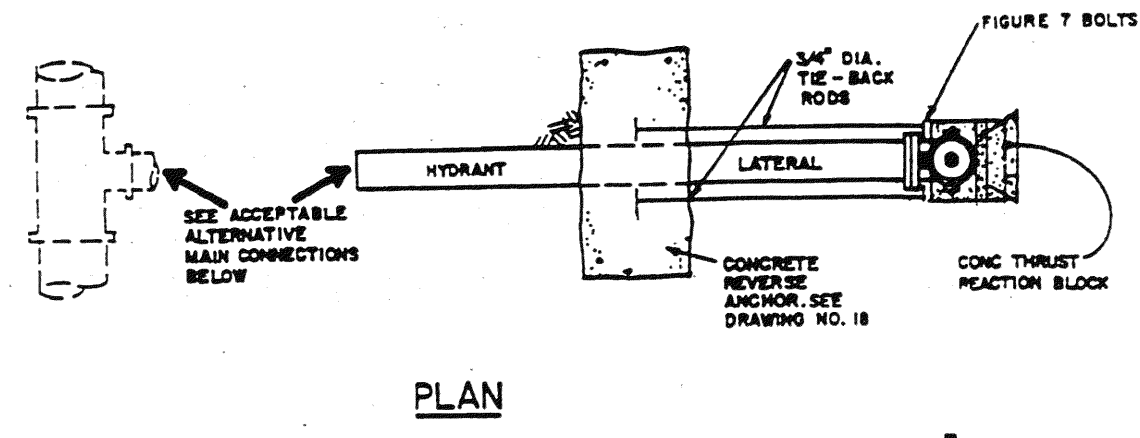 FIGURE 7 BOLTS
3/4" DIA.
TIE-BACK
RODS
HYDRANT
LATERAL
SEE ACCEPTABLE
ALTERNATIVE
MAIN CONNECTIONS
BELOW
CONCRETE
REVERSE
ANCHOR. SEE
DRAWING NO. 18
CONC THRUST
REACTION BLOCK
PLAN